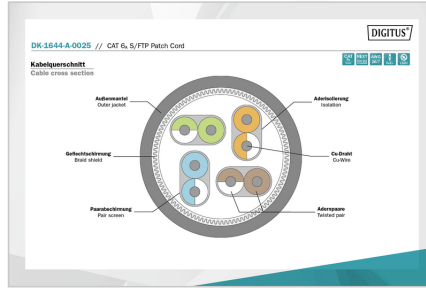 DIGITUS®
DK-1644-A-0025 // CAT 6A S/FTP Patch Cord
Kabelquerschnitt
Cable cross section
Außenmantel
Outer jacket
Aderisolierung
Isolation
Geflechtschirmung
Braid shield
Cu-Draht
Cu-Wire
Paarabschirmung
Pair screen
Adernpaare
Twisted pair